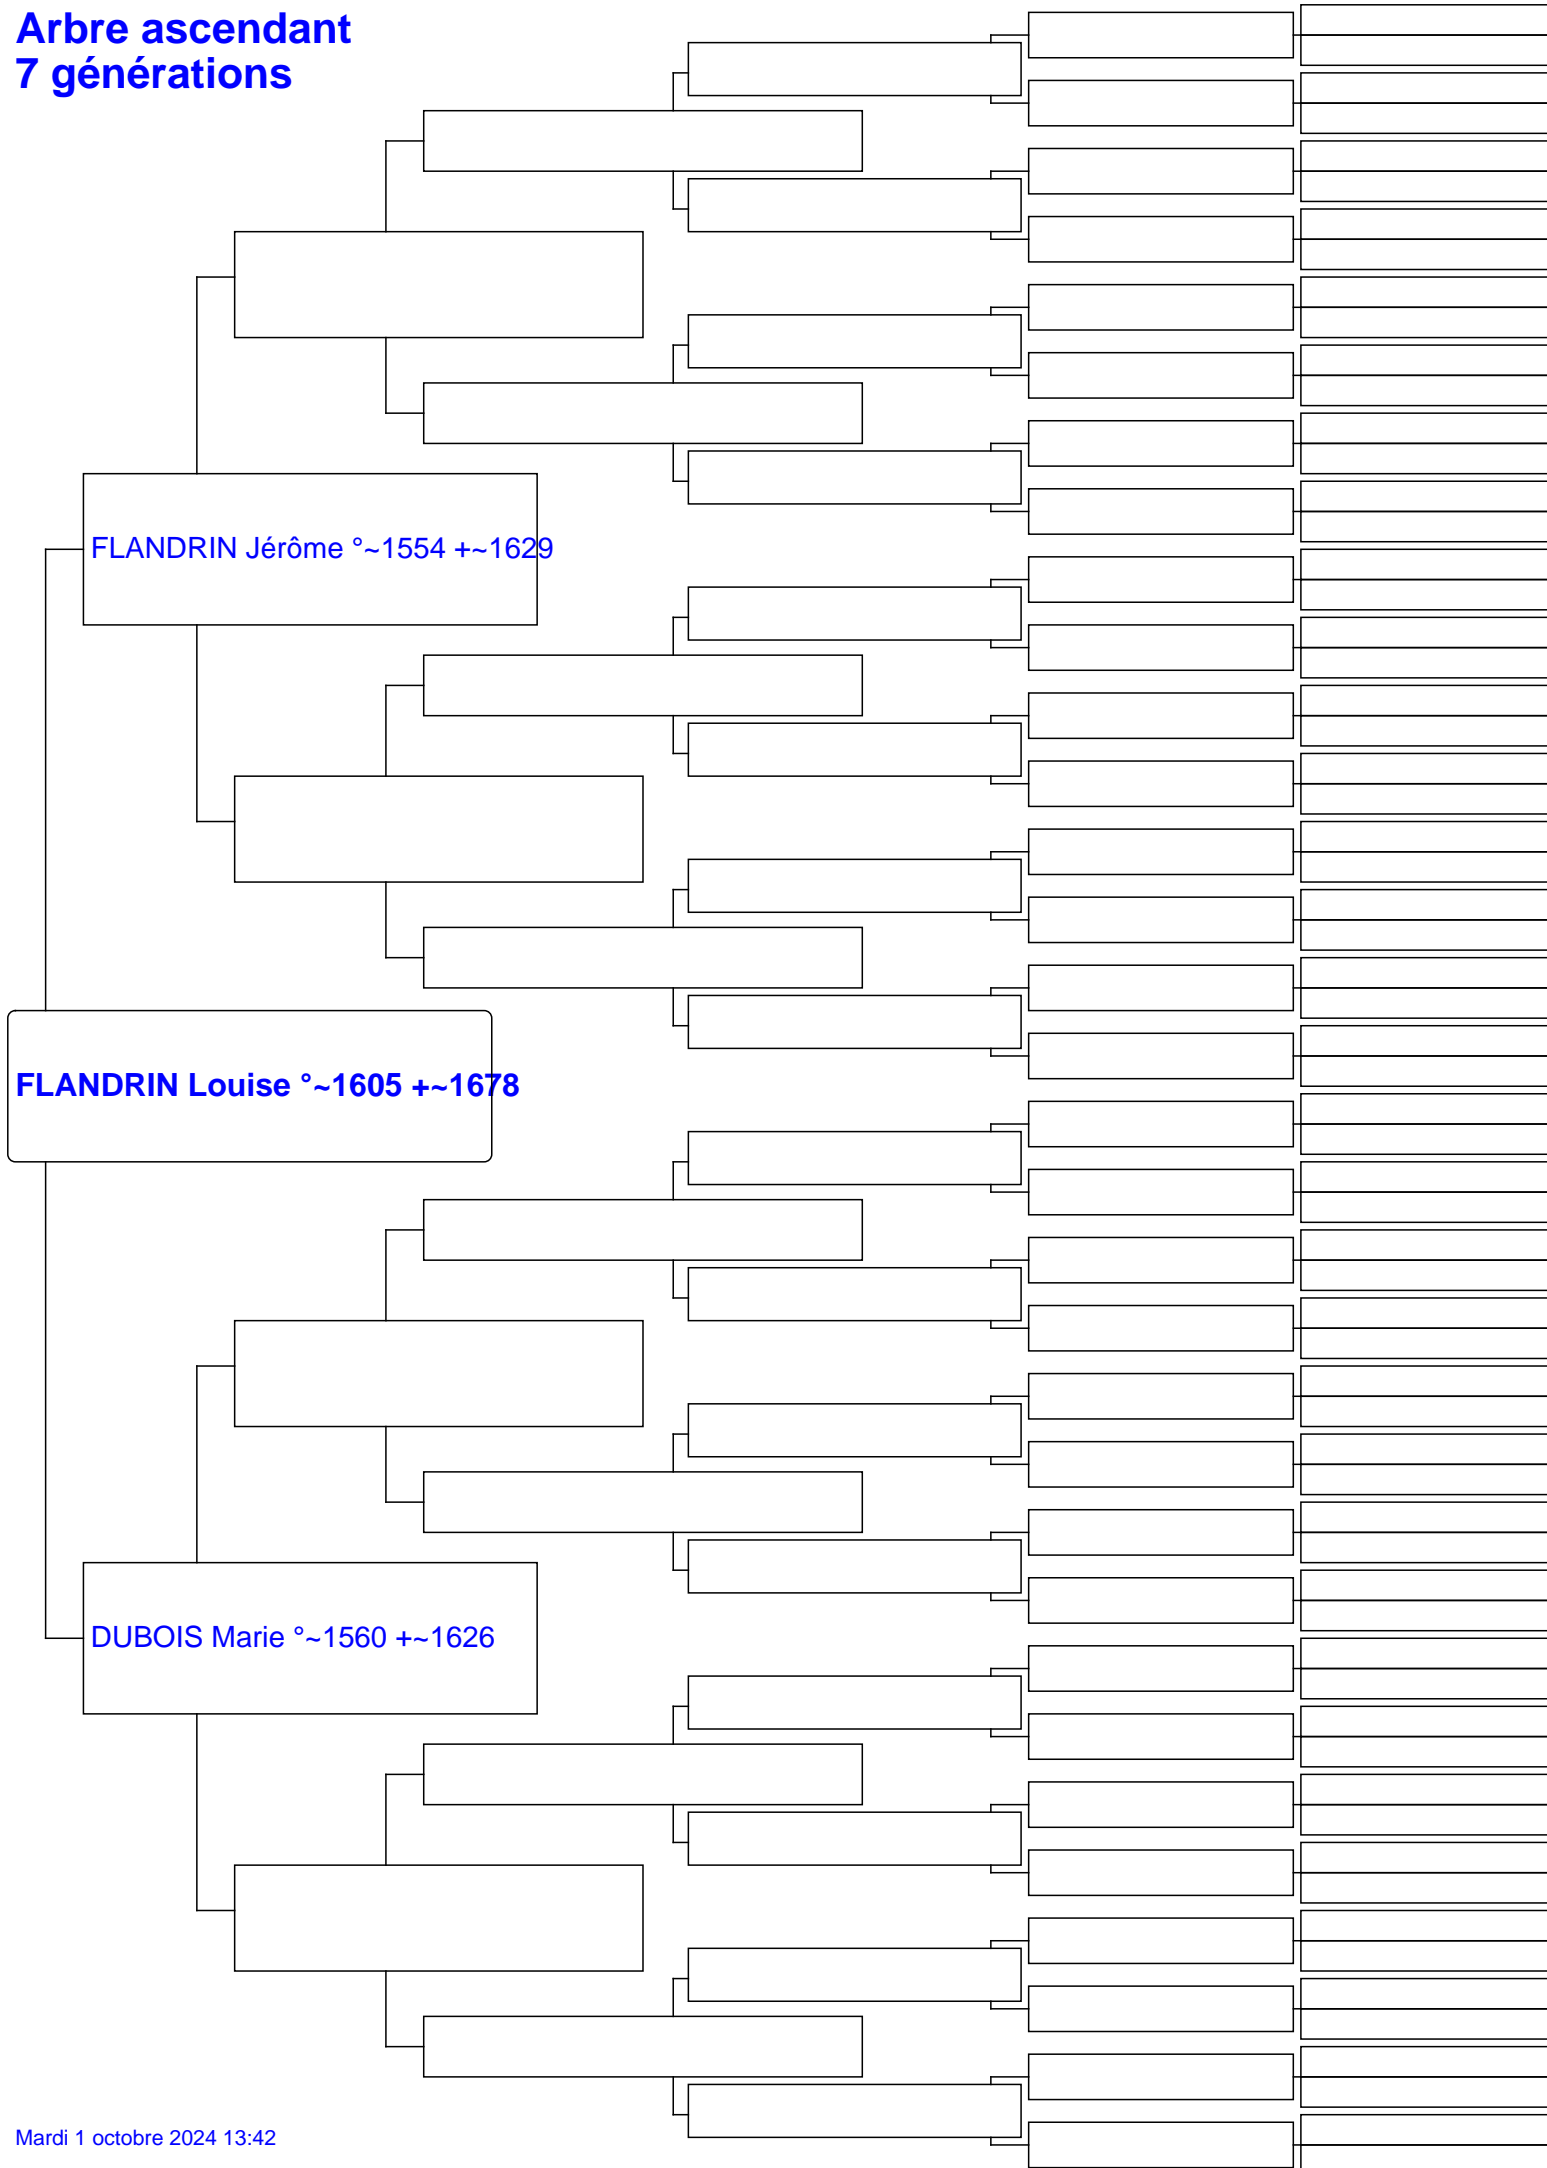 Arbre ascendant
7 générations
FLANDRIN Jérôme °~1554 +~1629
FLANDRIN Louise °~1605 +~1678
DUBOIS Marie °~1560 +~1626
Mardi 1 octobre 2024 13:42